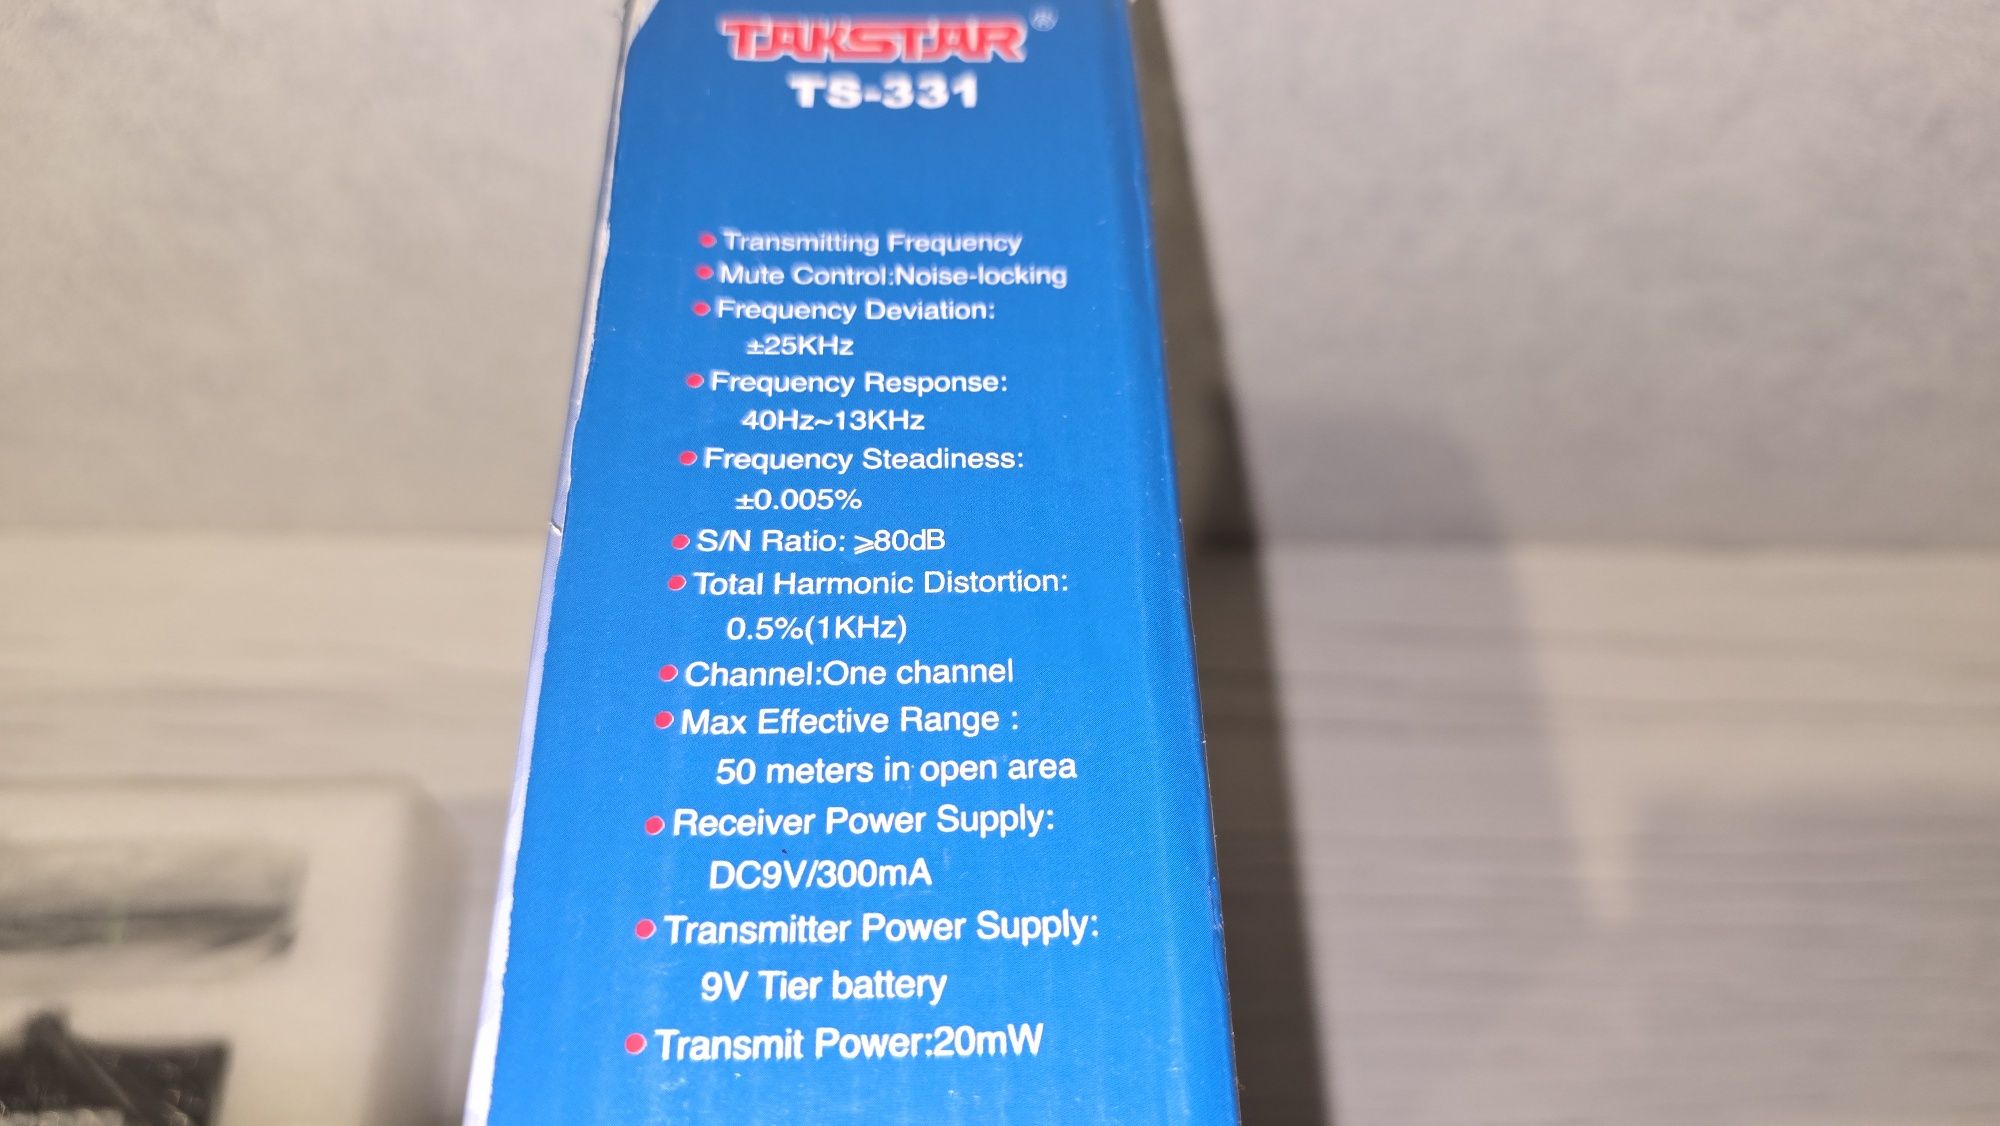 TAKSTAR®
TS-331
• Transmitting Frequency
• Mute Control:Noise-locking
• Frequency Deviation:
±25KHz
• Frequency Response:
40Hz~13KHz
• Frequency Steadiness:
±0.005%
• S/N Ratio: ⩾80dB
• Total Harmonic Distortion:
0.5%(1KHz)
• Channel:One channel
• Max Effective Range :
50 meters in open area
• Receiver Power Supply:
DC9V/300mA
• Transmitter Power Supply:
9V Tier battery
• Transmit Power:20mW